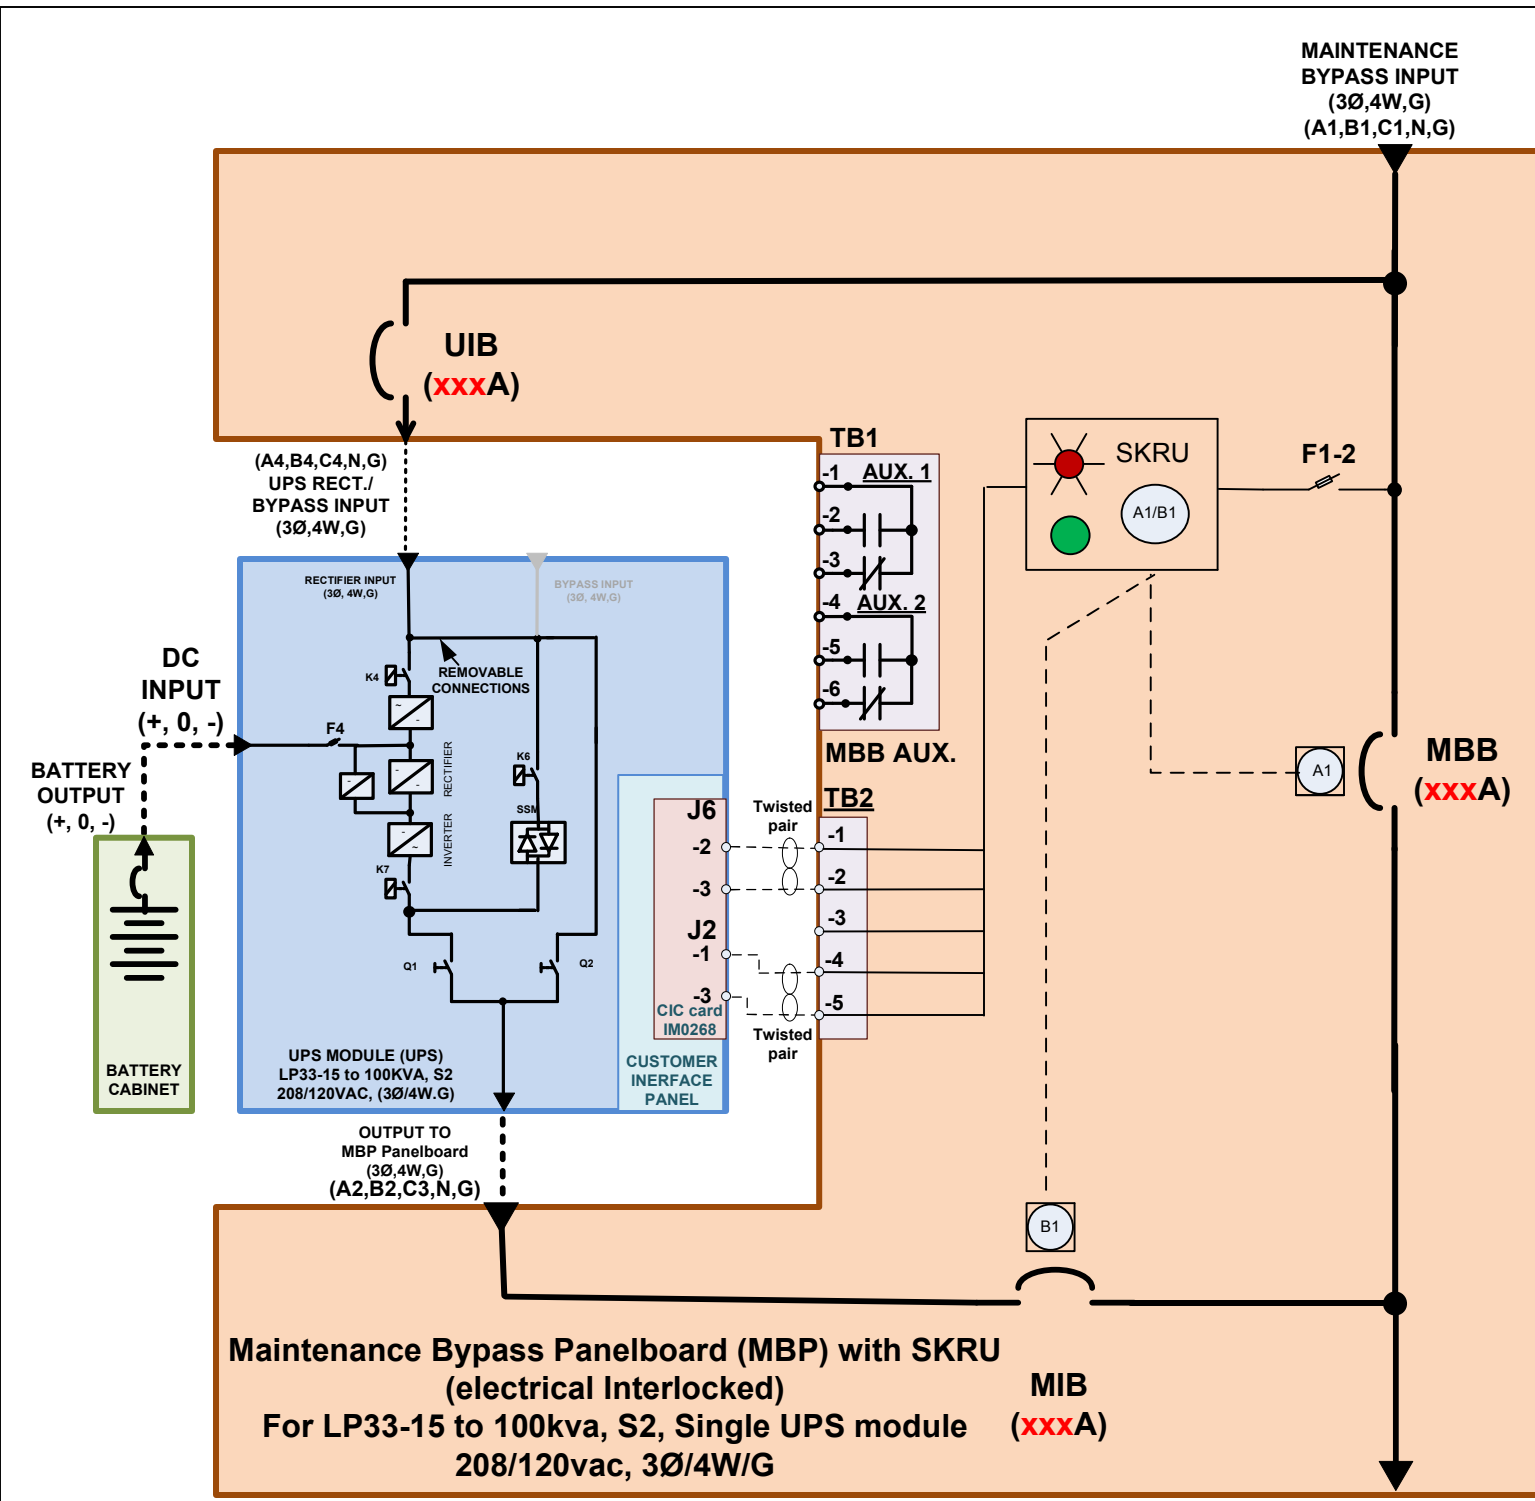 MAINTENANCE
BYPASS INPUT
(3Ø,4W,G)
(A1,B1,C1,N,G)
UIB
(xxxA)
(A4,B4,C4,N,G)
UPS RECT./
BYPASS INPUT
(3Ø,4W,G)
TB1
-1
AUX. 1
-2
-3
-4
AUX. 2
-5
-6
MBB AUX.
SKRU
A1/B1
F1-2
RECTIFIER INPUT
(3Ø, 4W,G)
BYPASS INPUT
(3Ø, 4W,G)
REMOVABLE
CONNECTIONS
K4
DC
INPUT
(+, 0, -)
F4
RECTIFIER
INVERTER
K6
SSM
K7
Q1
Q2
BATTERY
OUTPUT
(+, 0, -)
BATTERY
CABINET
A1
MBB
(xxxA)
J6
-2
-3
J2
-1
-3
CIC card
IM0268
Twisted
pair
TB2
-1
-2
-3
-4
-5
Twisted
pair
CUSTOMER
INERFACE
PANEL
UPS MODULE (UPS)
LP33-15 to 100KVA, S2
208/120VAC, (3Ø/4W.G)
OUTPUT TO
MBP Panelboard
(3Ø,4W,G)
(A2,B2,C3,N,G)
B1
Maintenance Bypass Panelboard (MBP) with SKRU
(electrical Interlocked)
For LP33-15 to 100kva, S2, Single UPS module
208/120vac, 3Ø/4W/G
MIB
(xxxA)